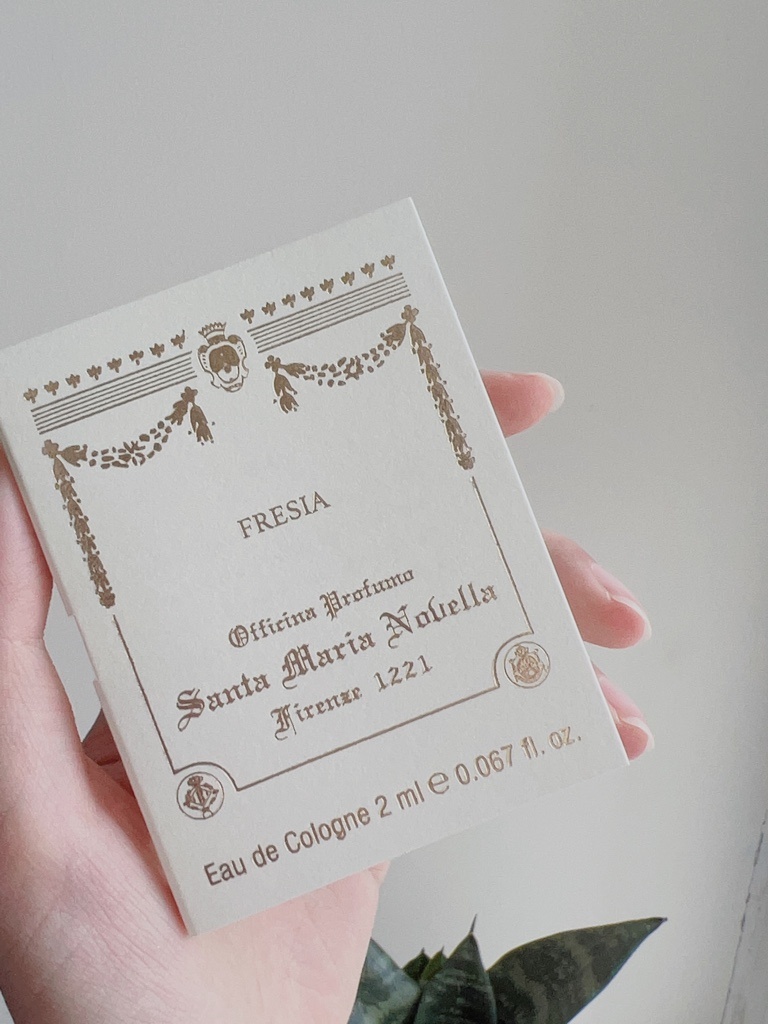 FRESIA
Officina Profumo
Santa Maria Novella
Firenze 1221
Eau de Cologne 2 ml ℮ 0.067 fl. oz.